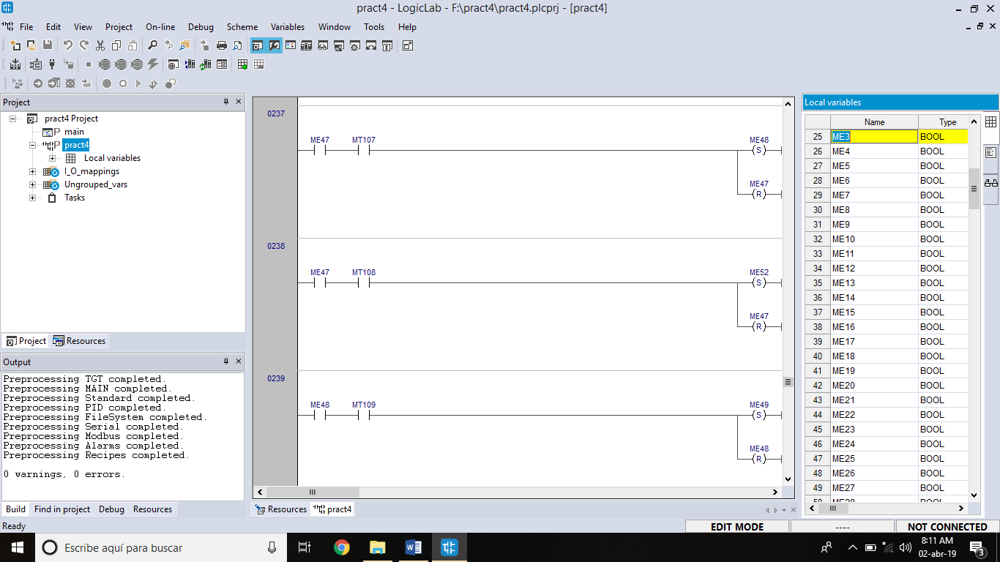 pract4 - LogicLab - F:\pract4\pract4.plcprj - [pract4]
File Edit View Project On-line Debug Scheme Variables Window Tools Help
Project
pract4 Project
main
pract4
Local variables
I_O_mappings
Ungrouped_vars
Tasks
Project Resources
Output
Preprocessing TGT completed.
Preprocessing MAIN completed.
Preprocessing Standard completed.
Preprocessing PID completed.
Preprocessing FileSystem completed.
Preprocessing Serial completed.
Preprocessing Modbus completed.
Preprocessing Alarms completed.
Preprocessing Recipes completed.
0 warnings, 0 errors.
Build Find in project Debug Resources
0237
ME47 MT107 ME48
(S)
ME47
(R)
0238
ME47 MT108 ME52
(S)
ME47
(R)
0239
ME48 MT109 ME49
(S)
ME48
(R)
Resources pract4
Local variables
Name Type
25 ME3 BOOL
26 ME4 BOOL
27 ME5 BOOL
28 ME6 BOOL
29 ME7 BOOL
30 ME8 BOOL
31 ME9 BOOL
32 ME10 BOOL
33 ME11 BOOL
34 ME12 BOOL
35 ME13 BOOL
36 ME14 BOOL
37 ME15 BOOL
38 ME16 BOOL
39 ME17 BOOL
40 ME18 BOOL
41 ME19 BOOL
42 ME20 BOOL
43 ME21 BOOL
44 ME22 BOOL
45 ME23 BOOL
46 ME24 BOOL
47 ME25 BOOL
48 ME26 BOOL
49 ME27 BOOL
Ready
EDIT MODE ---- NOT CONNECTED
Escribe aquí para buscar
8:11 AM
02-abr.-19
3